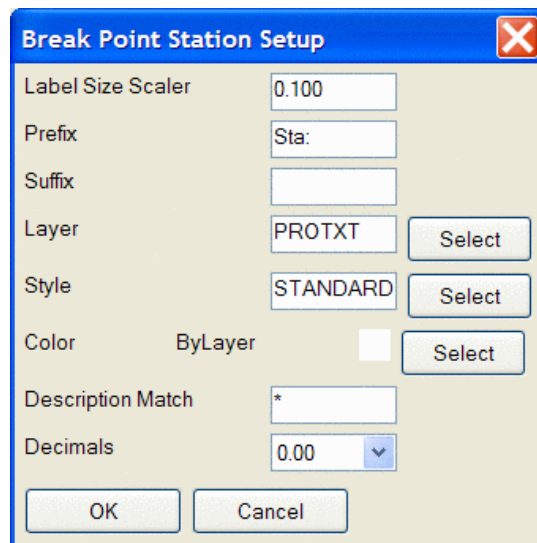 Break Point Station Setup
Label Size Scaler 0.100
Prefix Sta:
Suffix
Layer PROTXT Select
Style STANDARD Select
Color ByLayer Select
Description Match *
Decimals 0.00
OK Cancel